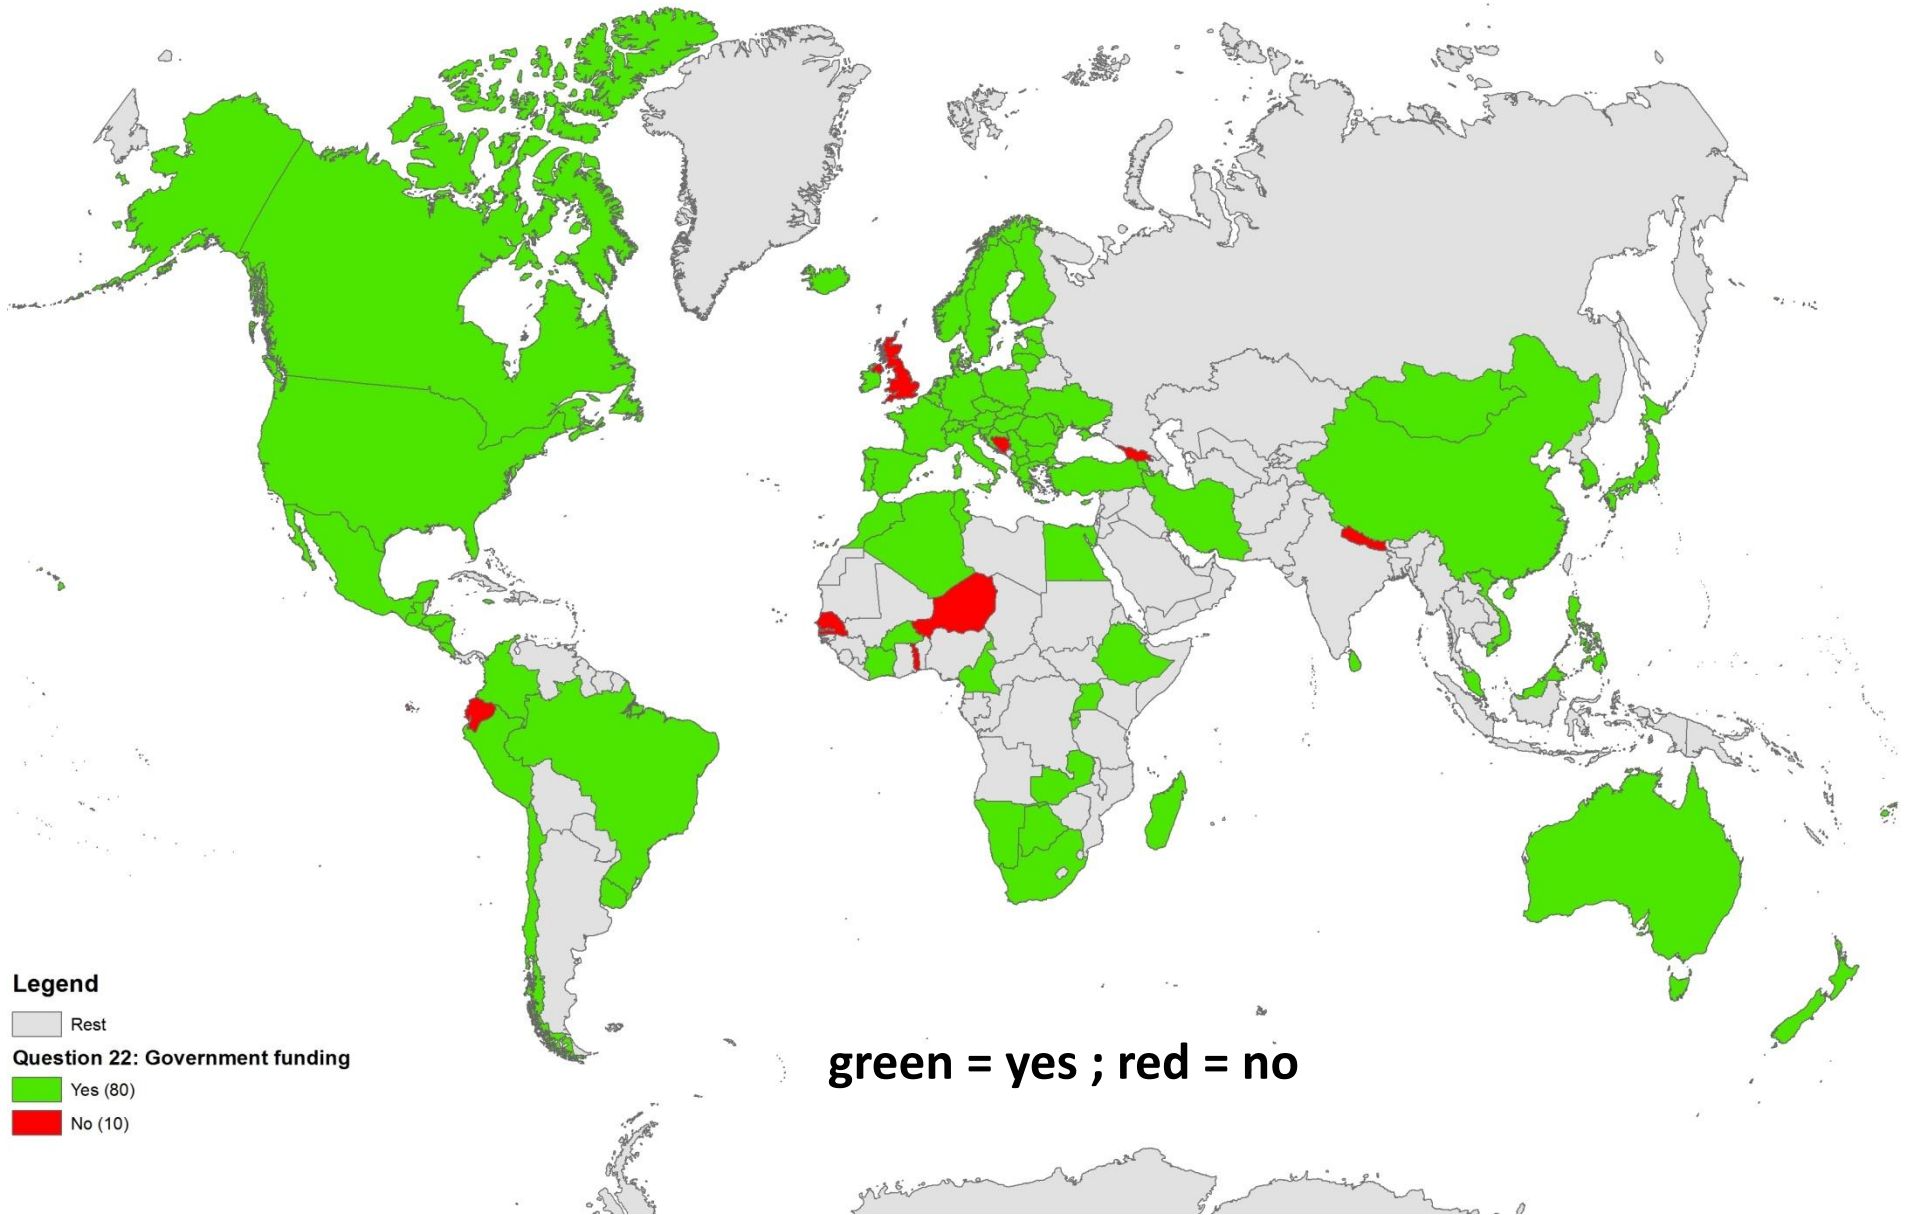 Legend
Rest
Question 22: Government funding
Yes (80)
No (10)
green = yes ; red = no